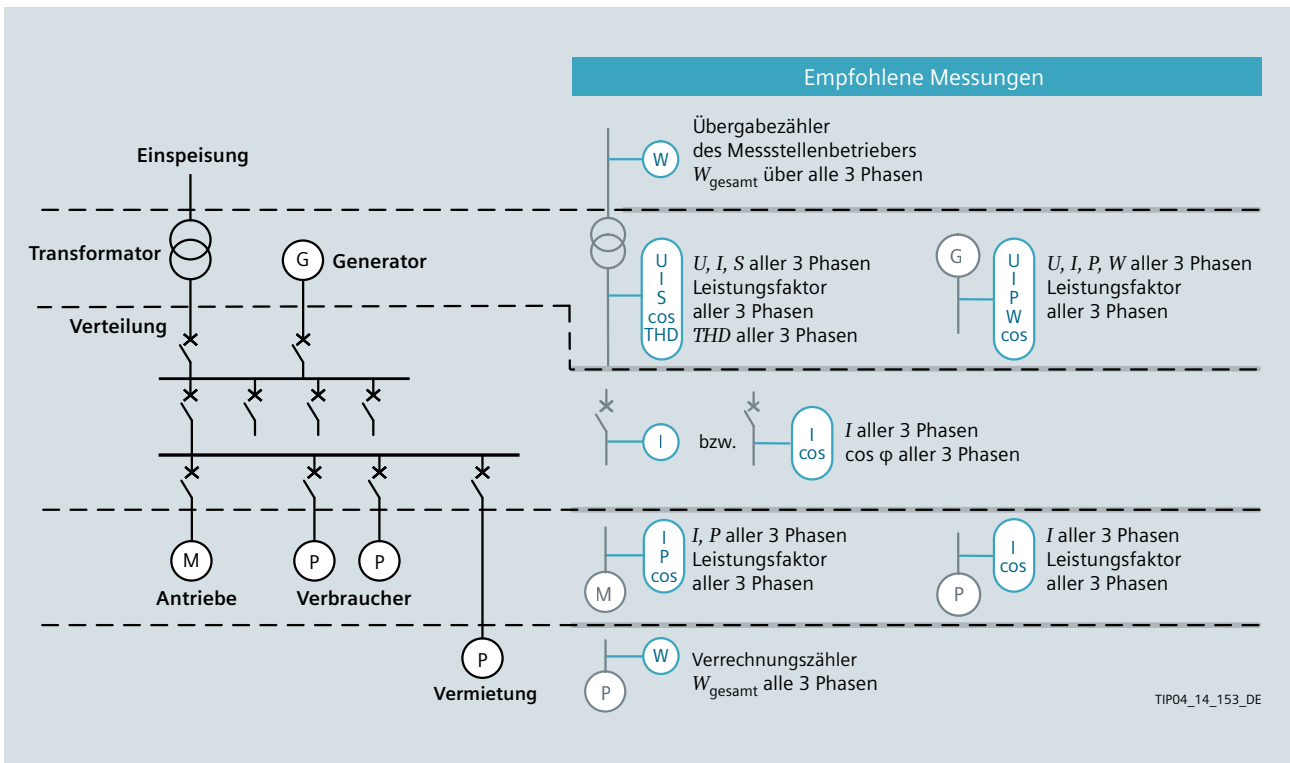 Empfohlene Messungen
Einspeisung
W
Übergabezähler
des Messstellenbetreibers
W_gesamt über alle 3 Phasen
Transformator
G
Generator
U
I
S
cos
THD
U, I, S aller 3 Phasen
Leistungsfaktor
aller 3 Phasen
THD aller 3 Phasen
G
U
I
P
W
cos
U, I, P, W aller 3 Phasen
Leistungsfaktor
aller 3 Phasen
Verteilung
I
bzw.
I
cos
I aller 3 Phasen
cos φ aller 3 Phasen
M
P
P
Antriebe
Verbraucher
M
I
P
cos
I, P aller 3 Phasen
Leistungsfaktor
aller 3 Phasen
P
I
cos
I aller 3 Phasen
Leistungsfaktor
aller 3 Phasen
P
Vermietung
P
W
Verrechnungszähler
W_gesamt alle 3 Phasen
TIP04_14_153_DE